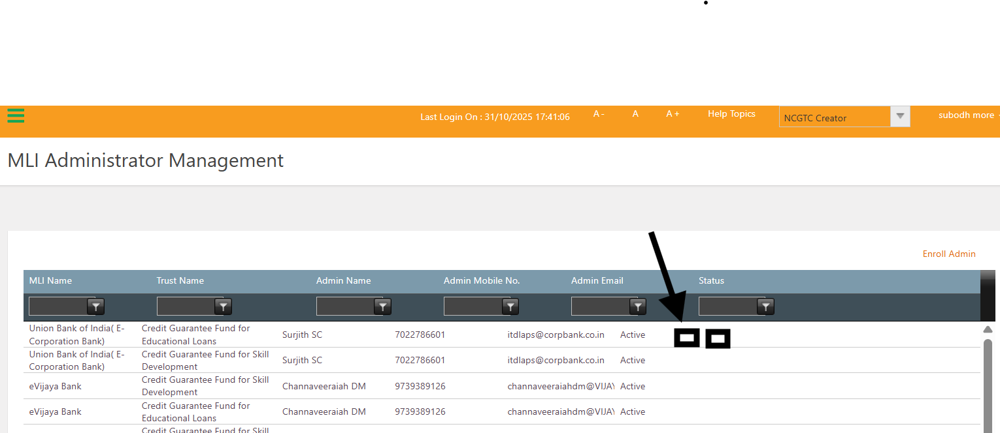 Last Login On : 31/10/2025 17:41:06 A - A A + Help Topics NCGTC Creator subodh more
MLI Administrator Management
Enroll Admin
MLI Name Trust Name Admin Name Admin Mobile No. Admin Email Status
Union Bank of India( E- Credit Guarantee Fund for
Corporation Bank) Educational Loans Surjith SC 7022786601 itdlaps@corpbank.co.in Active
Union Bank of India( E- Credit Guarantee Fund for Skill
Corporation Bank) Development Surjith SC 7022786601 itdlaps@corpbank.co.in Active
eVijaya Bank Credit Guarantee Fund for Skill
Development Channaveeraiah DM 9739389126 channaveeraiahdm@VIJAY Active
eVijaya Bank Credit Guarantee Fund for
Educational Loans Channaveeraiah DM 9739389126 channaveeraiahdm@VIJAY Active
Credit Guarantee Fund for Skill